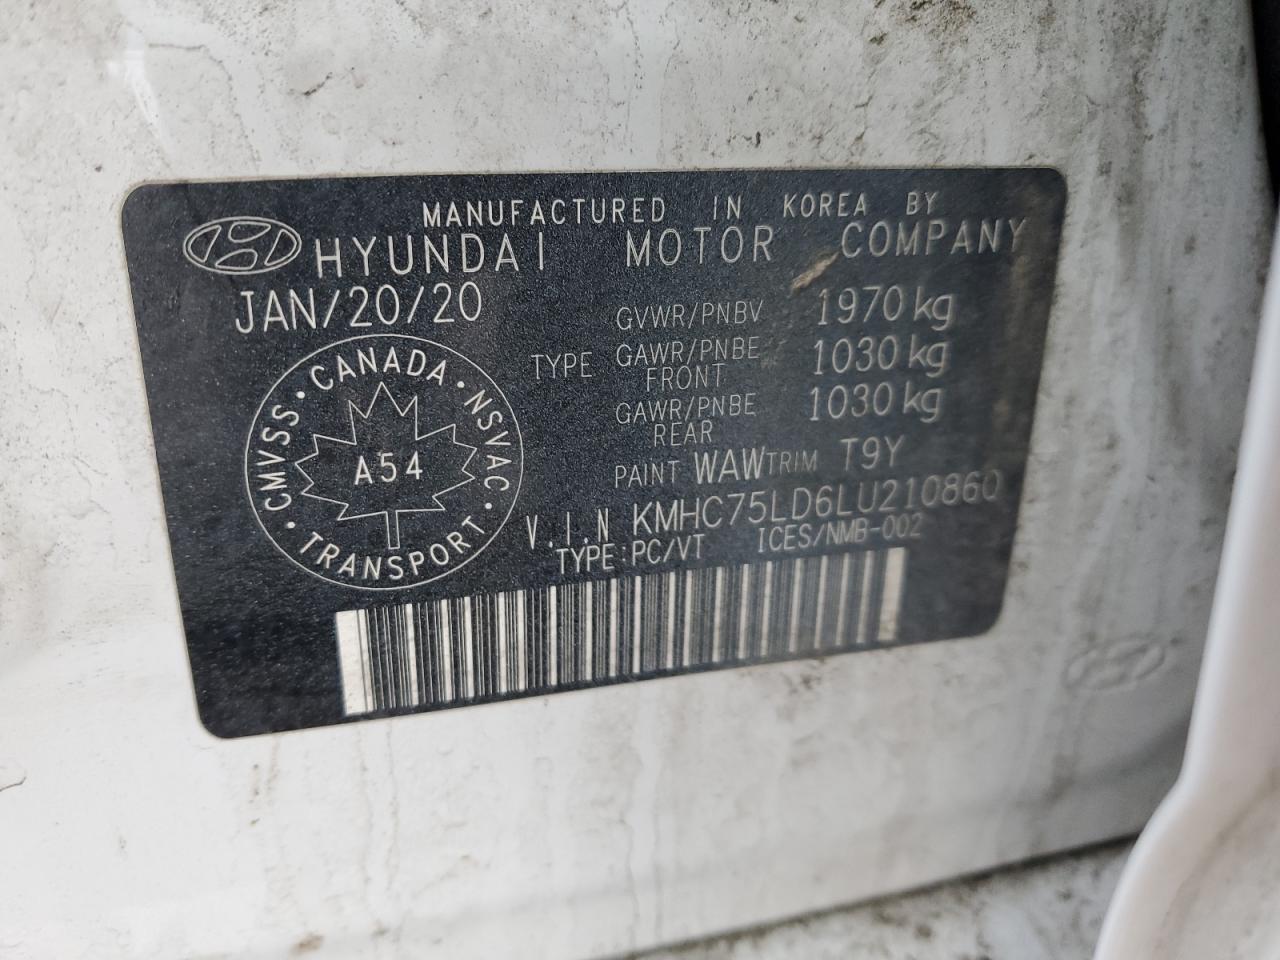 MANUFACTURED IN KOREA BY
HYUNDAI MOTOR COMPANY
JAN/20/20
GVWR/PNBV 1970 kg
TYPE GAWR/PNBE FRONT 1030 kg
GAWR/PNBE REAR 1030 kg
PAINT WAW TRIM T9Y
V.I.N KMHC75LD6LU210860
TYPE:PC/VT ICES/NMB-002
CMVSS · CANADA · NSVAC · TRANSPORT ·
A54